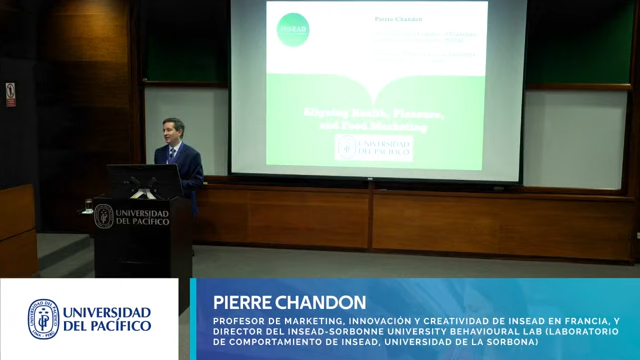 INSEAD
Pierre Chandon
Aligning Health, Pleasure,
and Food Marketing
UNIVERSIDAD
DEL PACÍFICO
UNIVERSIDAD
DEL PACÍFICO
UNIVERSIDAD
DEL PACÍFICO
PIERRE CHANDON
PROFESOR DE MARKETING, INNOVACIÓN Y CREATIVIDAD DE INSEAD EN FRANCIA, Y
DIRECTOR DEL INSEAD-SORBONNE UNIVERSITY BEHAVIOURAL LAB (LABORATORIO
DE COMPORTAMIENTO DE INSEAD, UNIVERSIDAD DE LA SORBONA)